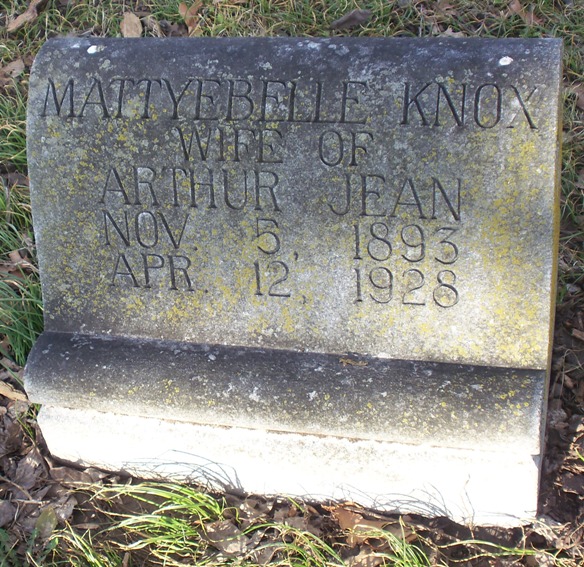 MATTYEBELLE KNOX
WIFE OF
ARTHUR JEAN
NOV. 5, 1893
APR. 12, 1928